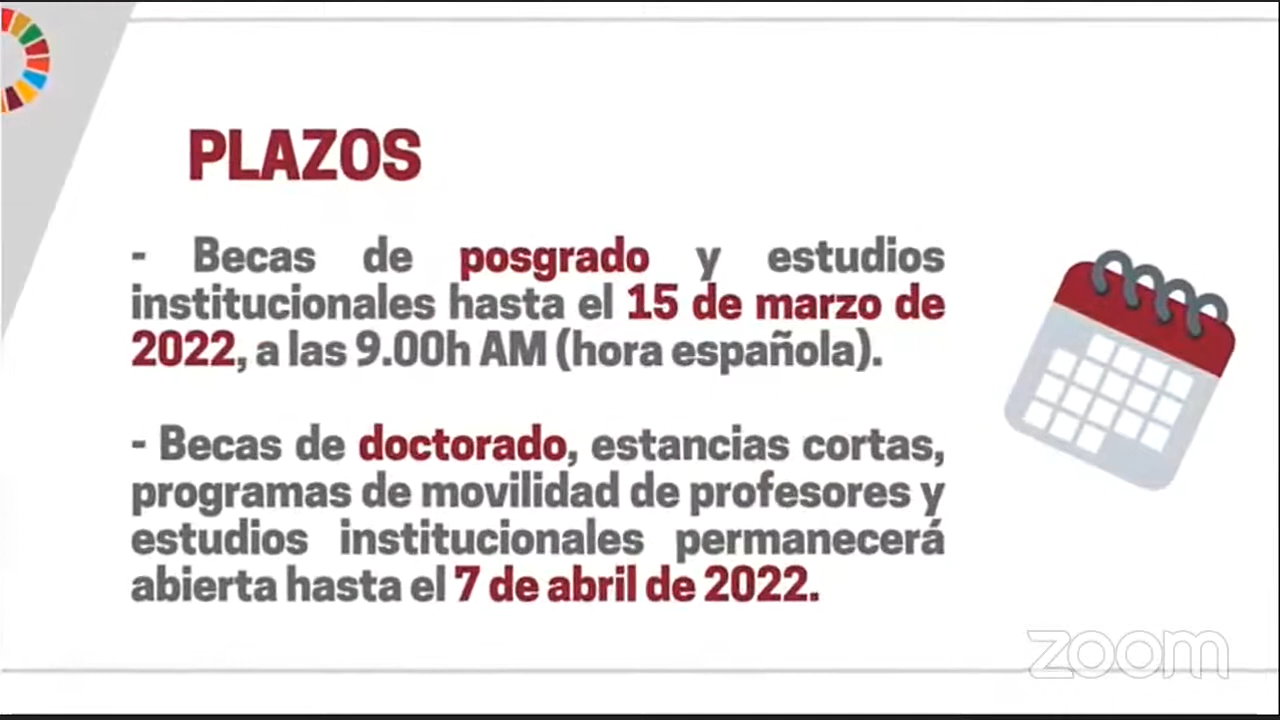 PLAZOS
- Becas de posgrado y estudios
institucionales hasta el 15 de marzo de
2022, a las 9.00h AM (hora española).
- Becas de doctorado, estancias cortas,
programas de movilidad de profesores y
estudios institucionales permanecerá
abierta hasta el 7 de abril de 2022.
zoom